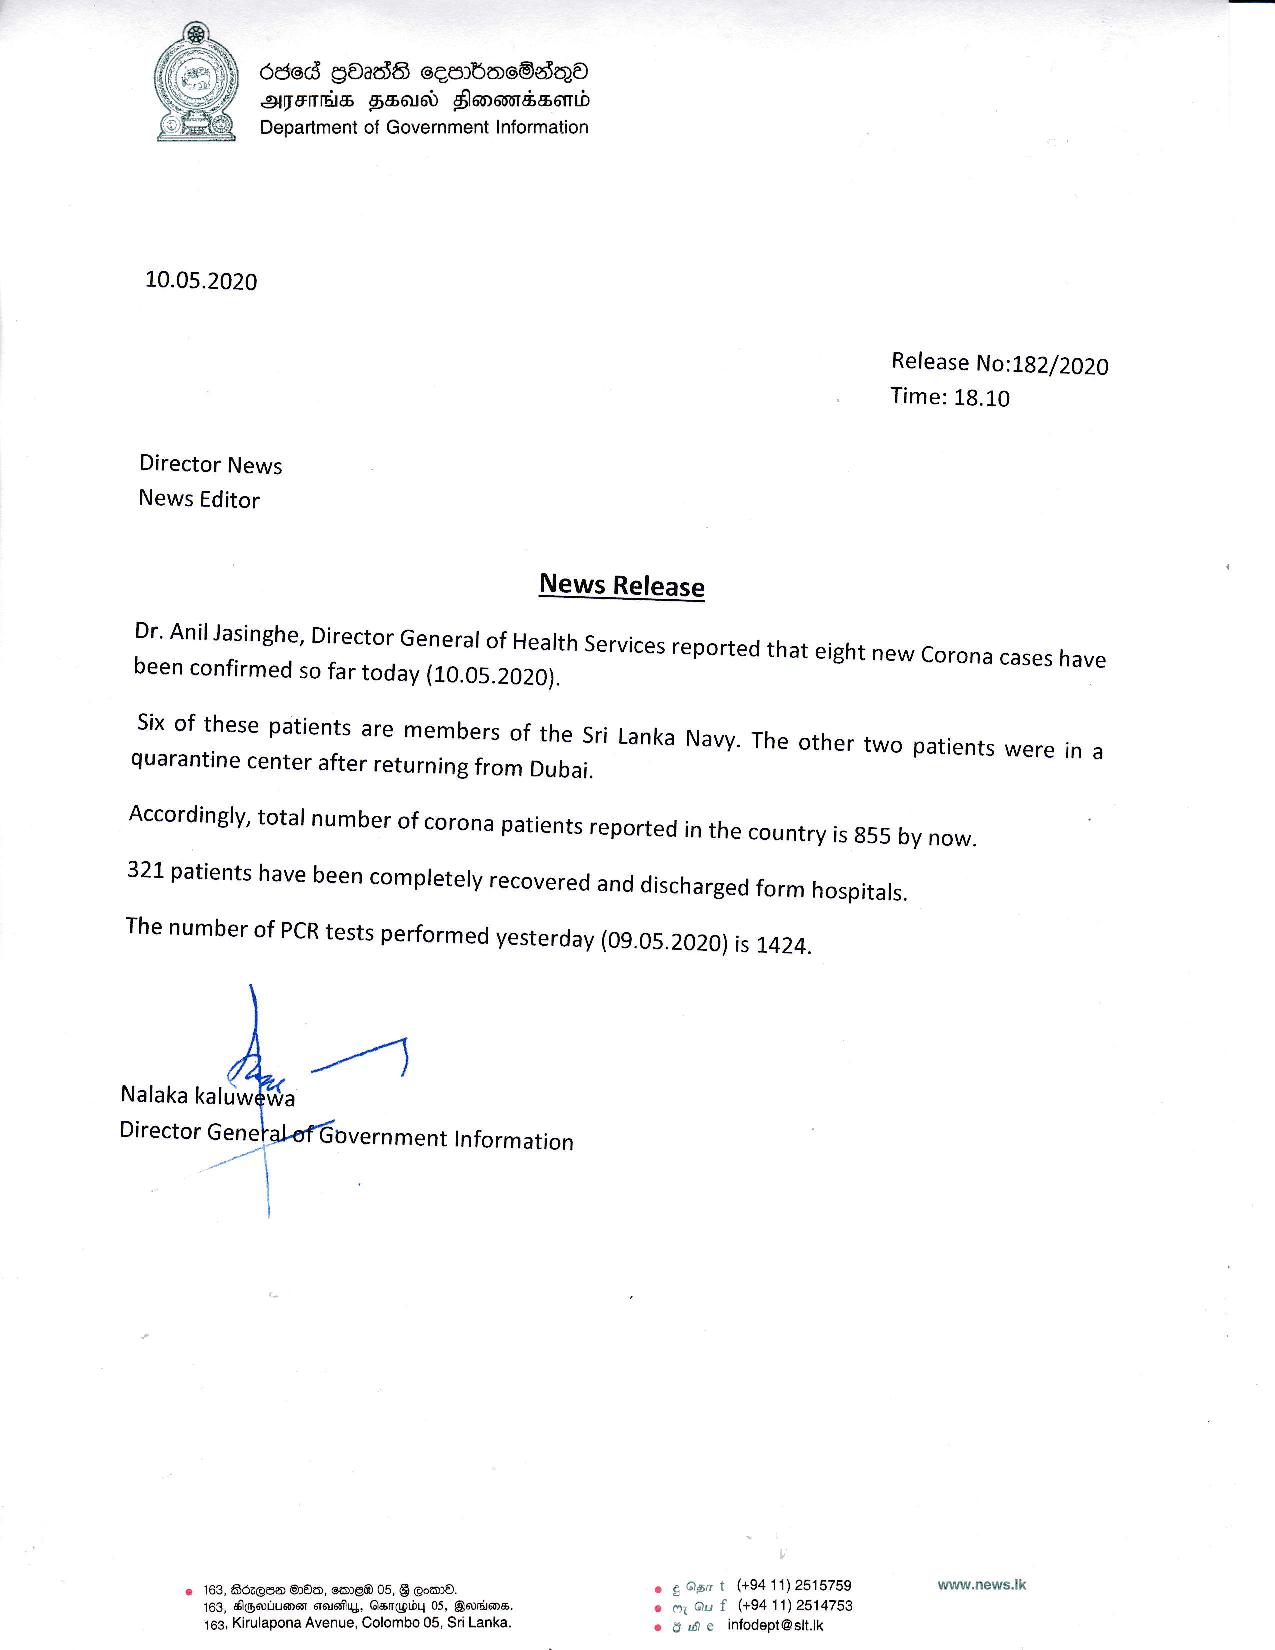 රජයේ ප්‍රවෘත්ති දෙපාර්තමේන්තුව
அரசாங்க தகவல் திணைக்களம்
Department of Government Information
10.05.2020
Release No:182/2020
Time: 18.10
Director News
News Editor
News Release
Dr. Anil Jasinghe, Director General of Health Services reported that eight new Corona cases have
been confirmed so far today (10.05.2020).
Six of these patients are members of the Sri Lanka Navy. The other two patients were in a
quarantine center after returning from Dubai.
Accordingly, total number of corona patients reported in the country is 855 by now.
321 patients have been completely recovered and discharged form hospitals.
The number of PCR tests performed yesterday (09.05.2020) is 1424.
Nalaka kaluwewa
Director General of Government Information
163, කිරුලපන මාවත, කොළඹ 05, ශ්‍රී ලංකාව.
163, கிருலப்பனை எவனியூ, கொழும்பு 05, இலங்கை.
163, Kirulapona Avenue, Colombo 05, Sri Lanka.
දු தொ t (+94 11) 2515759
ෆැ பெ f (+94 11) 2514753
ඊ மி e infodept@slt.lk
www.news.lk